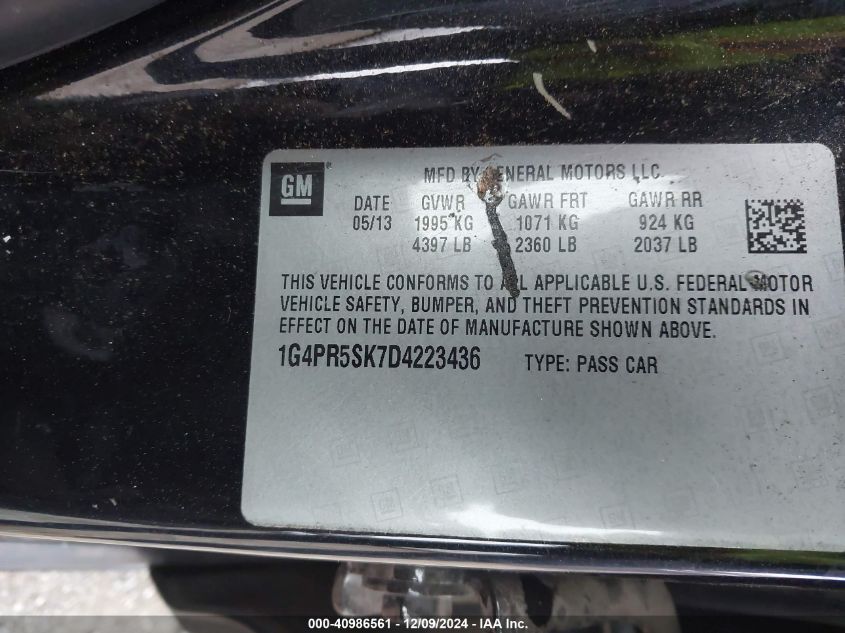 GM
MFD BY GENERAL MOTORS LLC
DATE GVWR GAWR FRT GAWR RR
05/13 1995 KG 1071 KG 924 KG
4397 LB 2360 LB 2037 LB
THIS VEHICLE CONFORMS TO ALL APPLICABLE U.S. FEDERAL MOTOR
VEHICLE SAFETY, BUMPER, AND THEFT PREVENTION STANDARDS IN
EFFECT ON THE DATE OF MANUFACTURE SHOWN ABOVE.
1G4PR5SK7D4223436 TYPE: PASS CAR
000-40986561 - 12/09/2024 - IAA Inc.